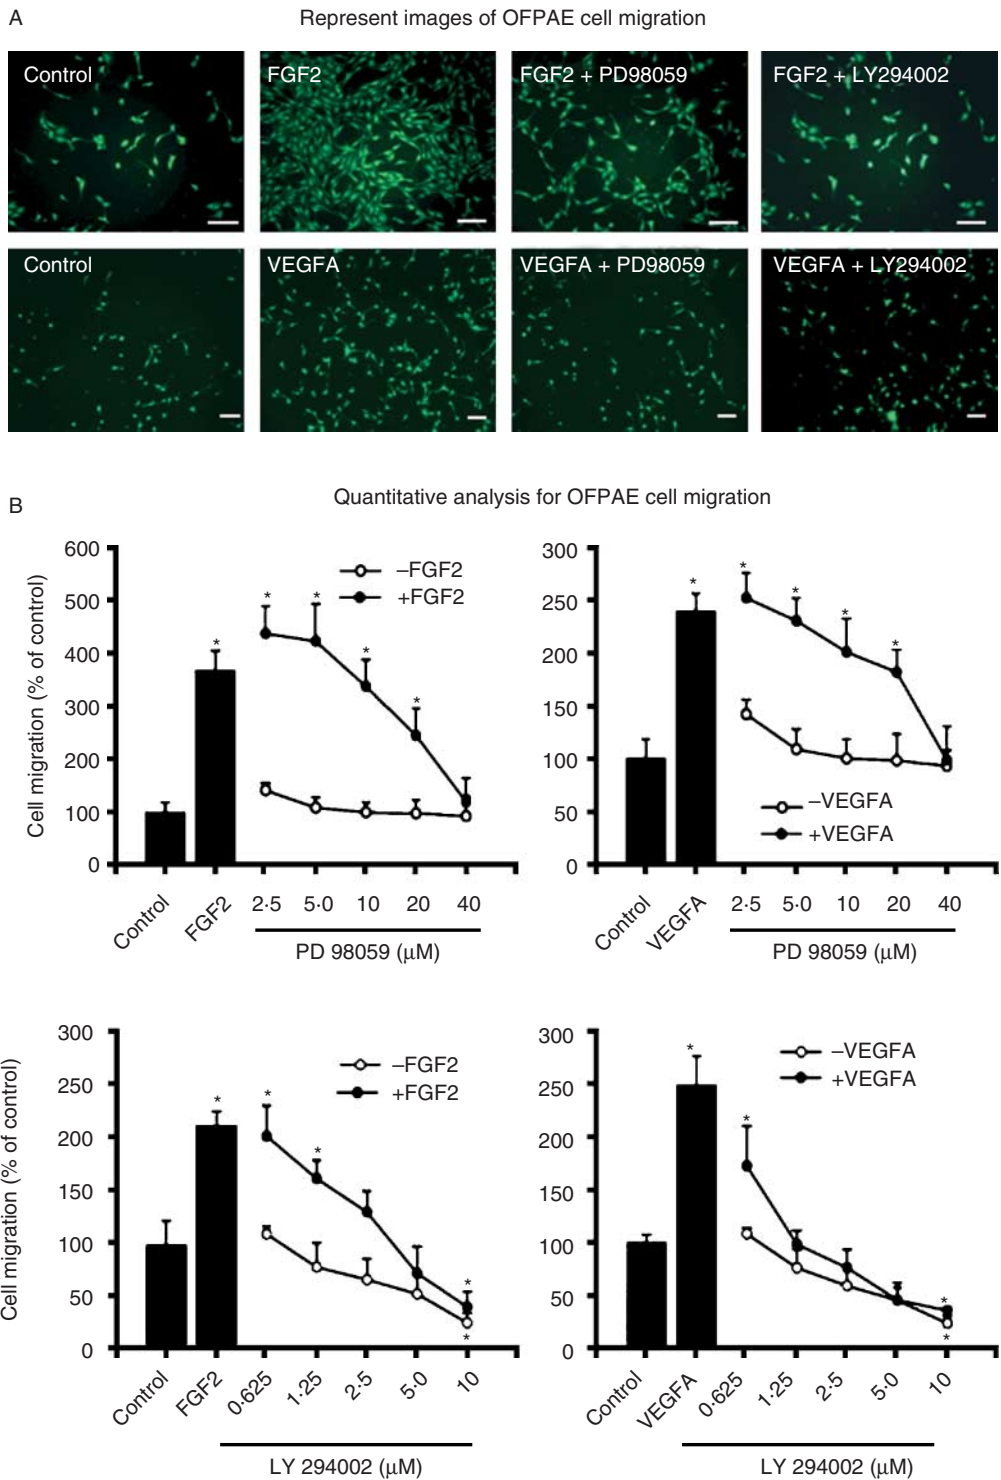 A
Represent images of OFPAE cell migration
Control
FGF2
FGF2 + PD98059
FGF2 + LY294002
Control
VEGFA
VEGFA + PD98059
VEGFA + LY294002
B
Quantitative analysis for OFPAE cell migration
Cell migration (% of control)
600
500
400
300
200
100
0
* * * * *
–FGF2
+FGF2
Control
FGF2
2·5 5·0 10 20 40
PD 98059 (μM)
300
250
200
150
100
50
0
* * * * *
–VEGFA
+VEGFA
Control
VEGFA
2·5 5·0 10 20 40
PD 98059 (μM)
Cell migration (% of control)
300
250
200
150
100
50
0
* * * * *
–FGF2
+FGF2
Control
FGF2
0·625 1·25 2·5 5·0 10
LY 294002 (μM)
300
250
200
150
100
50
0
* * * *
–VEGFA
+VEGFA
Control
VEGFA
0·625 1·25 2·5 5·0 10
LY 294002 (μM)